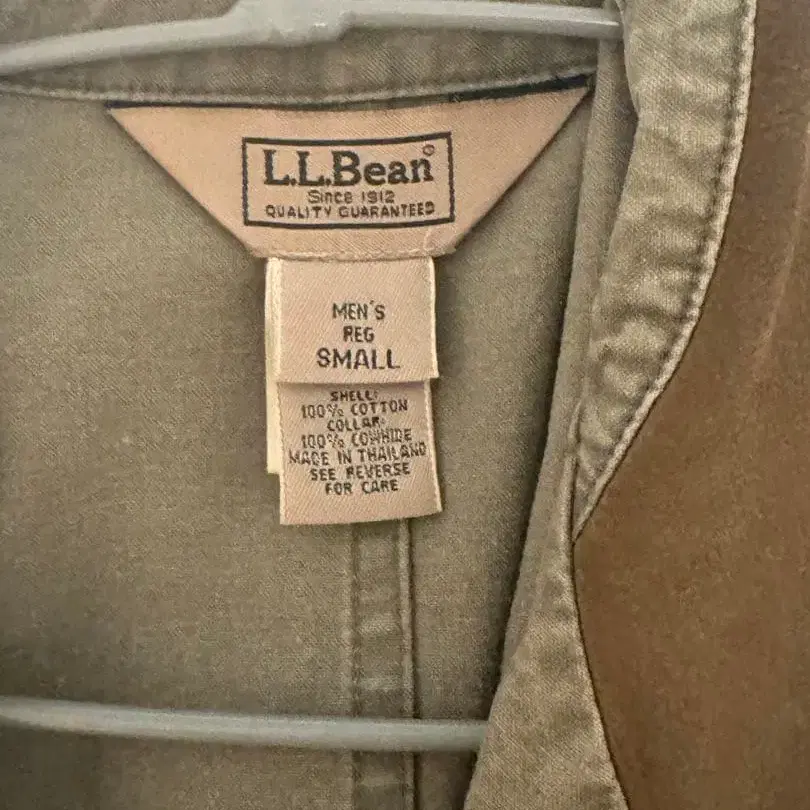 L.L.Bean®
Since 1912
QUALITY GUARANTEED
MEN'S
REG
SMALL
SHELL:
100% COTTON
COLLAR:
100% COWHIDE
MADE IN THAILAND
SEE REVERSE
FOR CARE